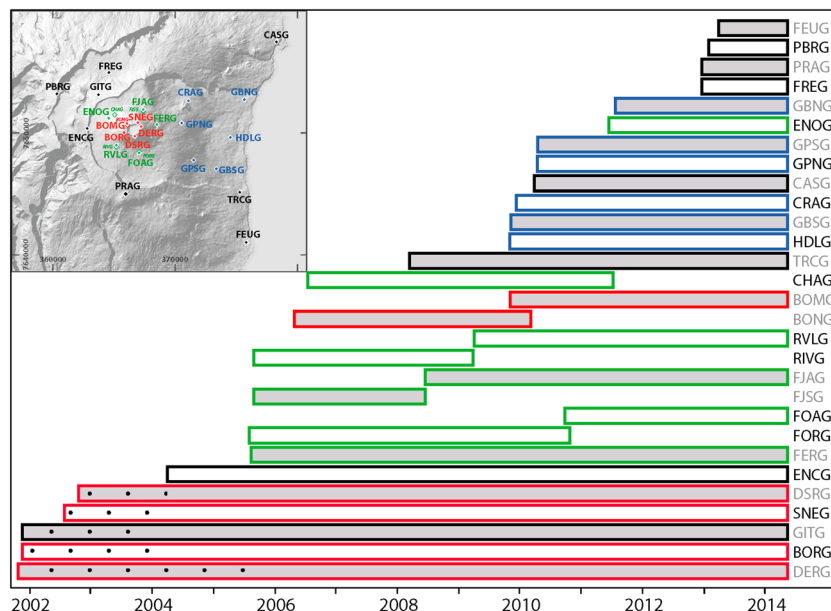 CASG
FREG
PBRG
GITG
CRAG
GBNG
FJAG
CHAG
ENOG
SNEG
FERG
BOMG
GPNG
ENCG
BORG
DERG
HDLG
DSRG
RVLG
FOAG
GPSG
GBSG
PRAG
TRCG
FEUG
7640000
360000
370000
FEUG
PBRG
PRAG
FREG
GBNG
ENOG
GPSG
GPNG
CASG
CRAG
GBSG
HDLG
TRCG
CHAG
BOMG
BONG
RVLG
RIVG
FJAG
FJSG
FOAG
FORG
FERG
ENCG
DSRG
SNEG
GITG
BORG
DERG
2002 2004 2006 2008 2010 2012 2014